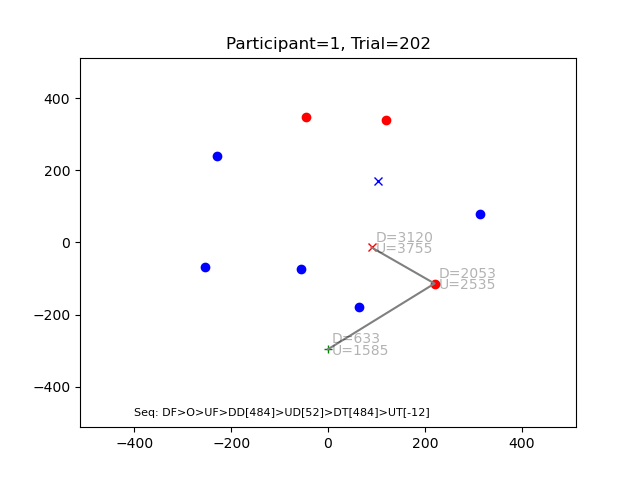 Participant=1, Trial=202
400
200
0
−200
−400
D=3120
U=3755
D=2053
U=2535
D=633
U=1585
Seq: DF>O>UF>DD[484]>UD[52]>DT[484]>UT[-12]
−400
−200
0
200
400